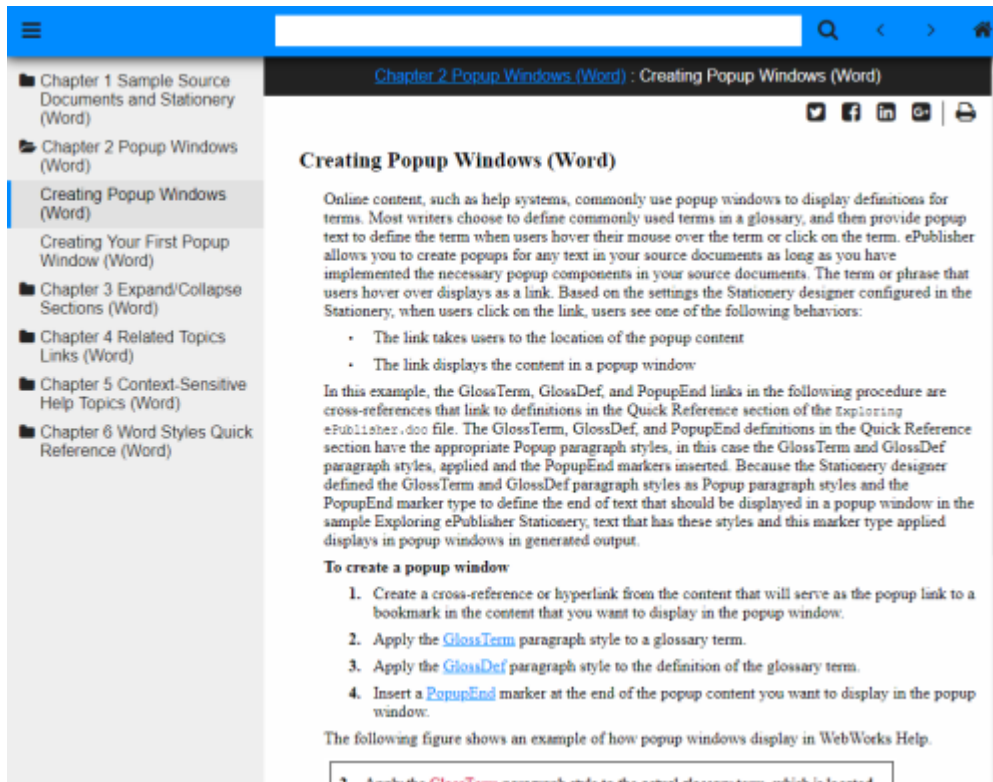 Chapter 1 Sample Source
Documents and Stationery
(Word)
Chapter 2 Popup Windows
(Word)
Creating Popup Windows
(Word)
Creating Your First Popup
Window (Word)
Chapter 3 Expand/Collapse
Sections (Word)
Chapter 4 Related Topics
Links (Word)
Chapter 5 Context-Sensitive
Help Topics (Word)
Chapter 6 Word Styles Quick
Reference (Word)
Chapter 2 Popup Windows (Word) : Creating Popup Windows (Word)
Creating Popup Windows (Word)
Online content, such as help systems, commonly use popup windows to display definitions for
terms. Most writers choose to define commonly used terms in a glossary, and then provide popup
text to define the term when users hover their mouse over the term or click on the term. ePublisher
allows you to create popups for any text in your source documents as long as you have
implemented the necessary popup components in your source documents. The term or phrase that
users hover over displays as a link. Based on the settings the Stationery designer configured in the
Stationery, when users click on the link, users see one of the following behaviors:
• The link takes users to the location of the popup content
• The link displays the content in a popup window
In this example, the GlossTerm, GlossDef, and PopupEnd links in the following procedure are
cross-references that link to definitions in the Quick Reference section of the Exploring
ePublisher.doc file. The GlossTerm, GlossDef, and PopupEnd definitions in the Quick Reference
section have the appropriate Popup paragraph styles, in this case the GlossTerm and GlossDef
paragraph styles, applied and the PopupEnd markers inserted. Because the Stationery designer
defined the GlossTerm and GlossDef paragraph styles as Popup paragraph styles and the
PopupEnd marker type to define the end of text that should be displayed in a popup window in the
sample Exploring ePublisher Stationery, text that has these styles and this marker type applied
displays in popup windows in generated output.
To create a popup window
1. Create a cross-reference or hyperlink from the content that will serve as the popup link to a
bookmark in the content that you want to display in the popup window.
2. Apply the GlossTerm paragraph style to a glossary term.
3. Apply the GlossDef paragraph style to the definition of the glossary term.
4. Insert a PopupEnd marker at the end of the popup content you want to display in the popup
window.
The following figure shows an example of how popup windows display in WebWorks Help.
2. Apply the GlossTerm paragraph style to the actual glossary term, which is located